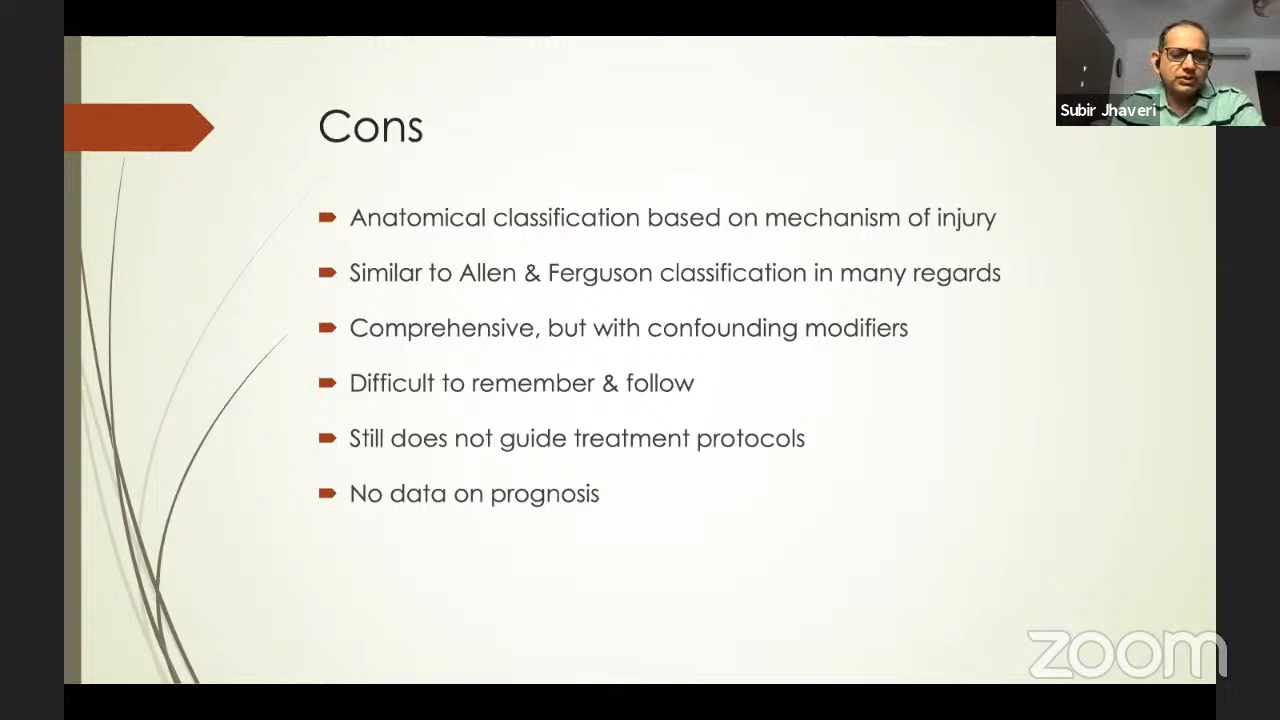 Cons
Anatomical classification based on mechanism of injury
Similar to Allen & Ferguson classification in many regards
Comprehensive, but with confounding modifiers
Difficult to remember & follow
Still does not guide treatment protocols
No data on prognosis
Subir Jhaveri
zoom